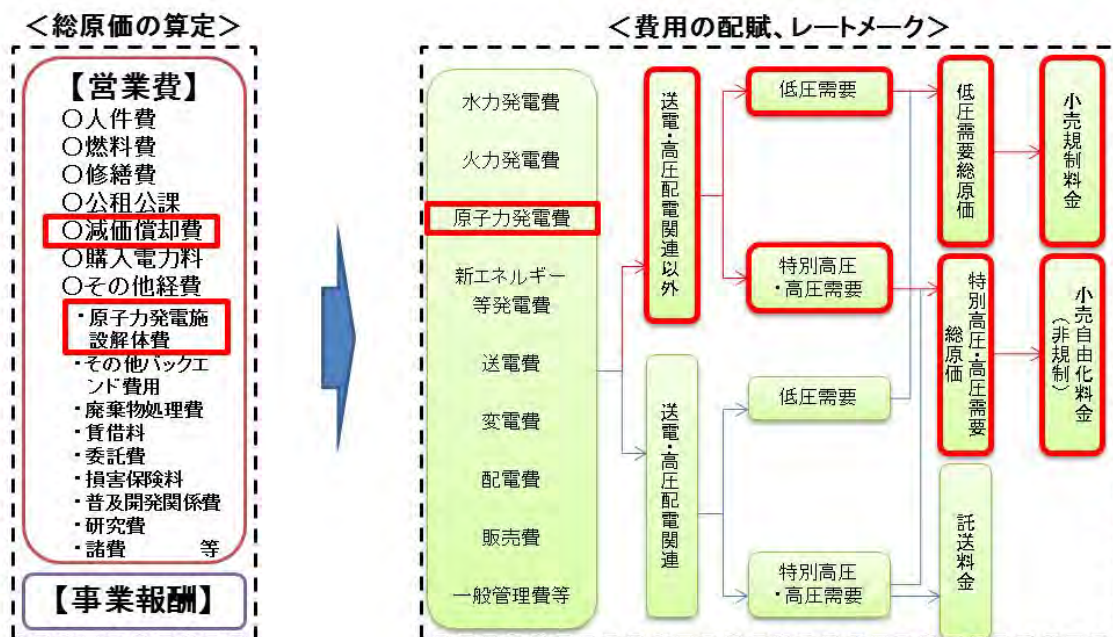 ＜総原価の算定＞
【営業費】
○人件費
○燃料費
○修繕費
○公租公課
○減価償却費
○購入電力料
○その他経費
・原子力発電施
設解体費
・その他バックエ
ンド費用
・廃棄物処理費
・賃借料
・委託費
・損害保険料
・普及開発関係費
・研究費
・諸費　　　等
【事業報酬】
＜費用の配賦、レートメーク＞
水力発電費
火力発電費
原子力発電費
新エネルギー
等発電費
送電費
変電費
配電費
販売費
一般管理費等
送電・高圧配電関連以外
送電・高圧配電関連
低圧需要
特別高圧
・高圧需要
低圧需要
特別高圧
・高圧需要
低圧需要総原価
特別高圧・高圧需要
総原価
託送料金
小売規制料金
小売自由化料金
（非規制）